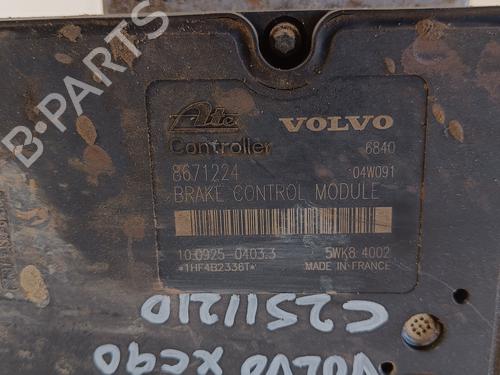 B-PARTS
Ate VOLVO
Controller 6840
8671224 04W091
BRAKE CONTROL MODULE
10.0925-0403.3 5WK8 4002
*1HF4B2336T* MADE IN FRANCE
C2511210
VOLVO XC90